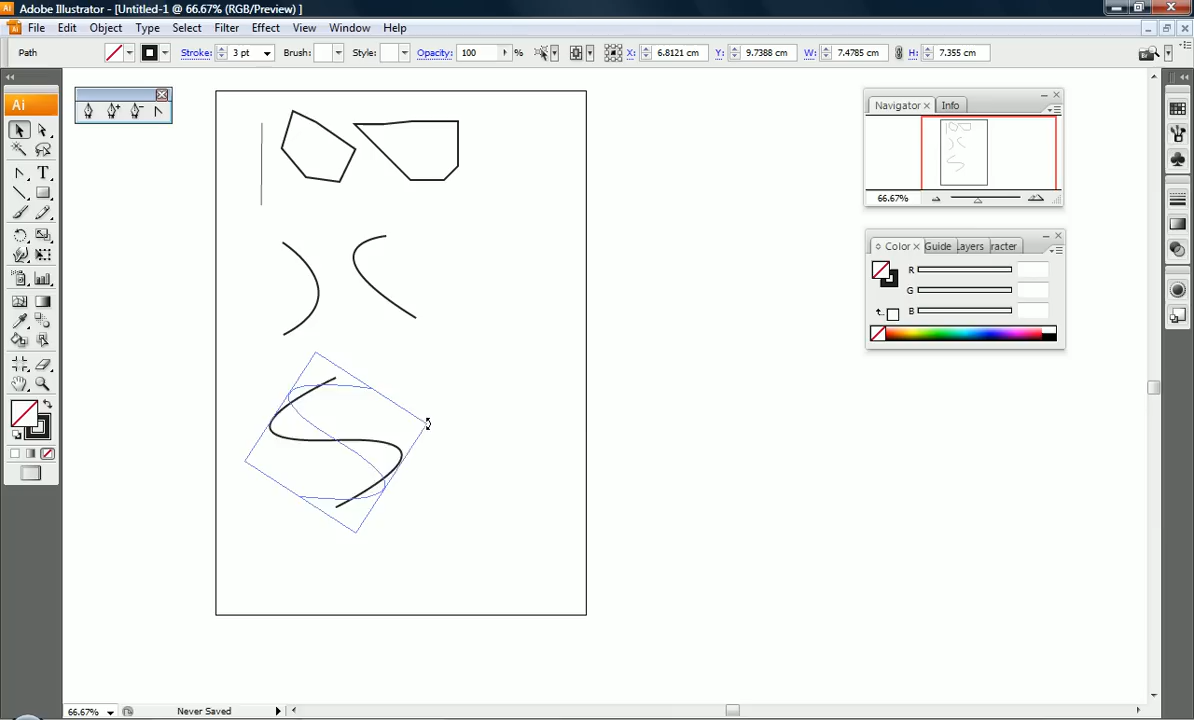 Adobe Illustrator - [Untitled-1 @ 66.67% (RGB/Preview) ]
File Edit Object Type Select Filter Effect View Window Help
Path Stroke: 3 pt Brush: Style: Opacity: 100 % X: 6.8121 cm Y: 9.7388 cm W: 7.4785 cm H: 7.355 cm
Ai
Navigator Info
66.67%
Color Guide Layers racter
R
G
B
66.67% Never Saved